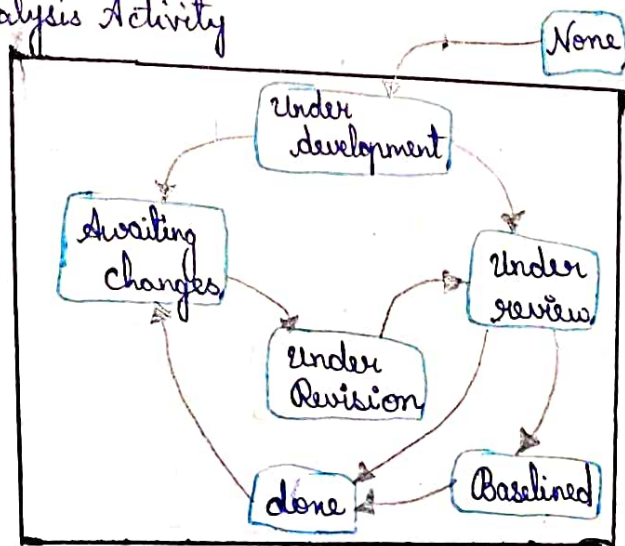 alysis Activity
None
Under
development
Awaiting
Changes
Under
review
Under
Revision
done
Baselined